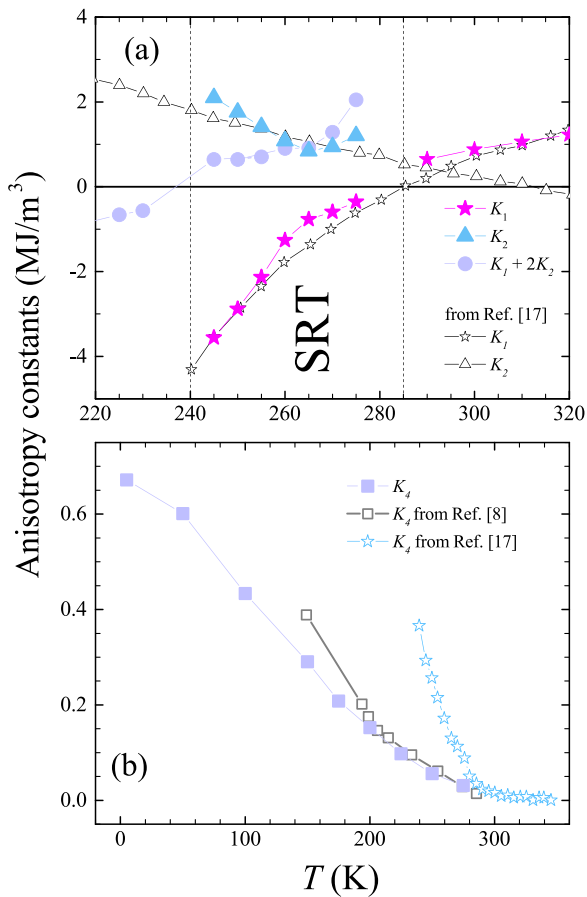 (a)
4
2
0
-2
-4
K₁
K₂
K₁ + 2K₂
from Ref. [17]
K₁
K₂
SRT
220 240 260 280 300 320
Anisotropy constants (MJ/m³)
K₄
K₄ from Ref. [8]
K₄ from Ref. [17]
0.6
0.4
0.2
0.0
(b)
0 100 200 300
T (K)